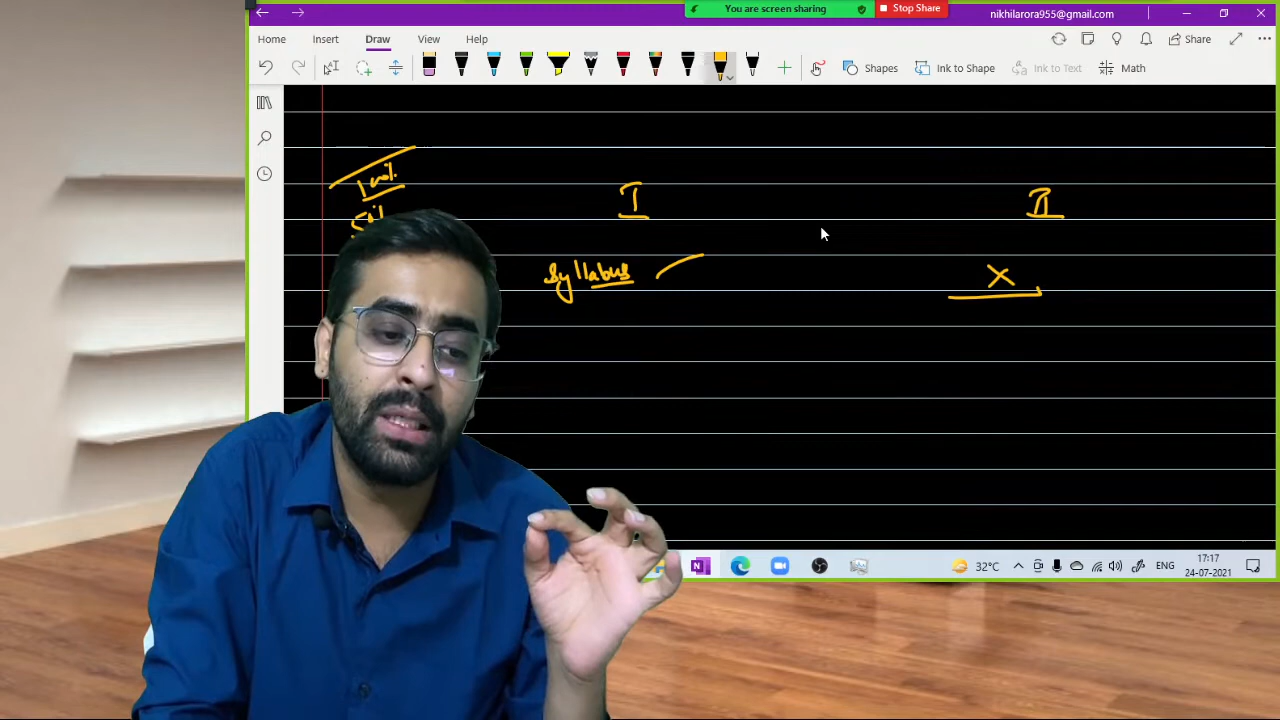 You are screen sharing
Stop Share
nikhilarora955@gmail.com
Home Insert Draw View Help
Share
Shapes
Ink to Shape
Ink to Text
Math
I
II
Syllabus
X
32°C
ENG
17:17
24-07-2021